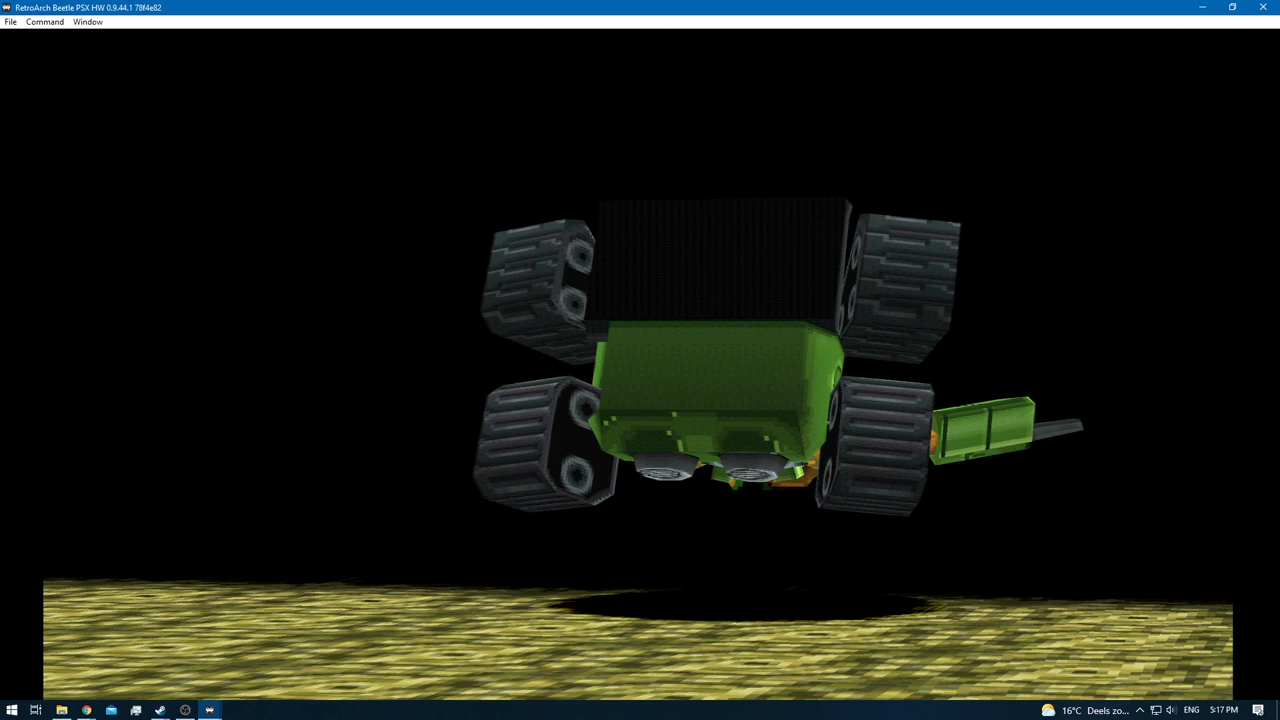 RetroArch Beetle PSX HW 0.9.44.1 78f4e82
File Command Window
16°C Deels zo... ENG 5:17 PM